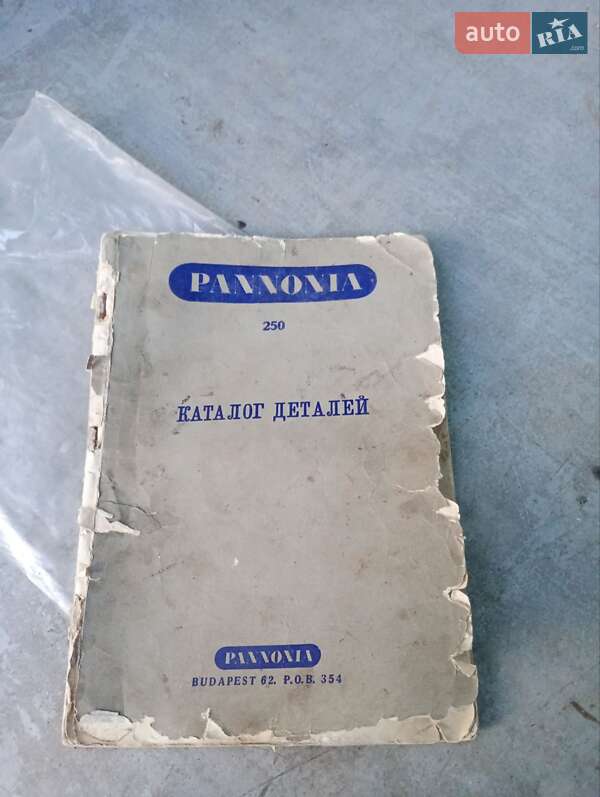 auto RIA .com
PANNONIA
250
КАТАЛОГ ДЕТАЛЕЙ
PANNONIA
BUDAPEST 62. P.O.B. 354